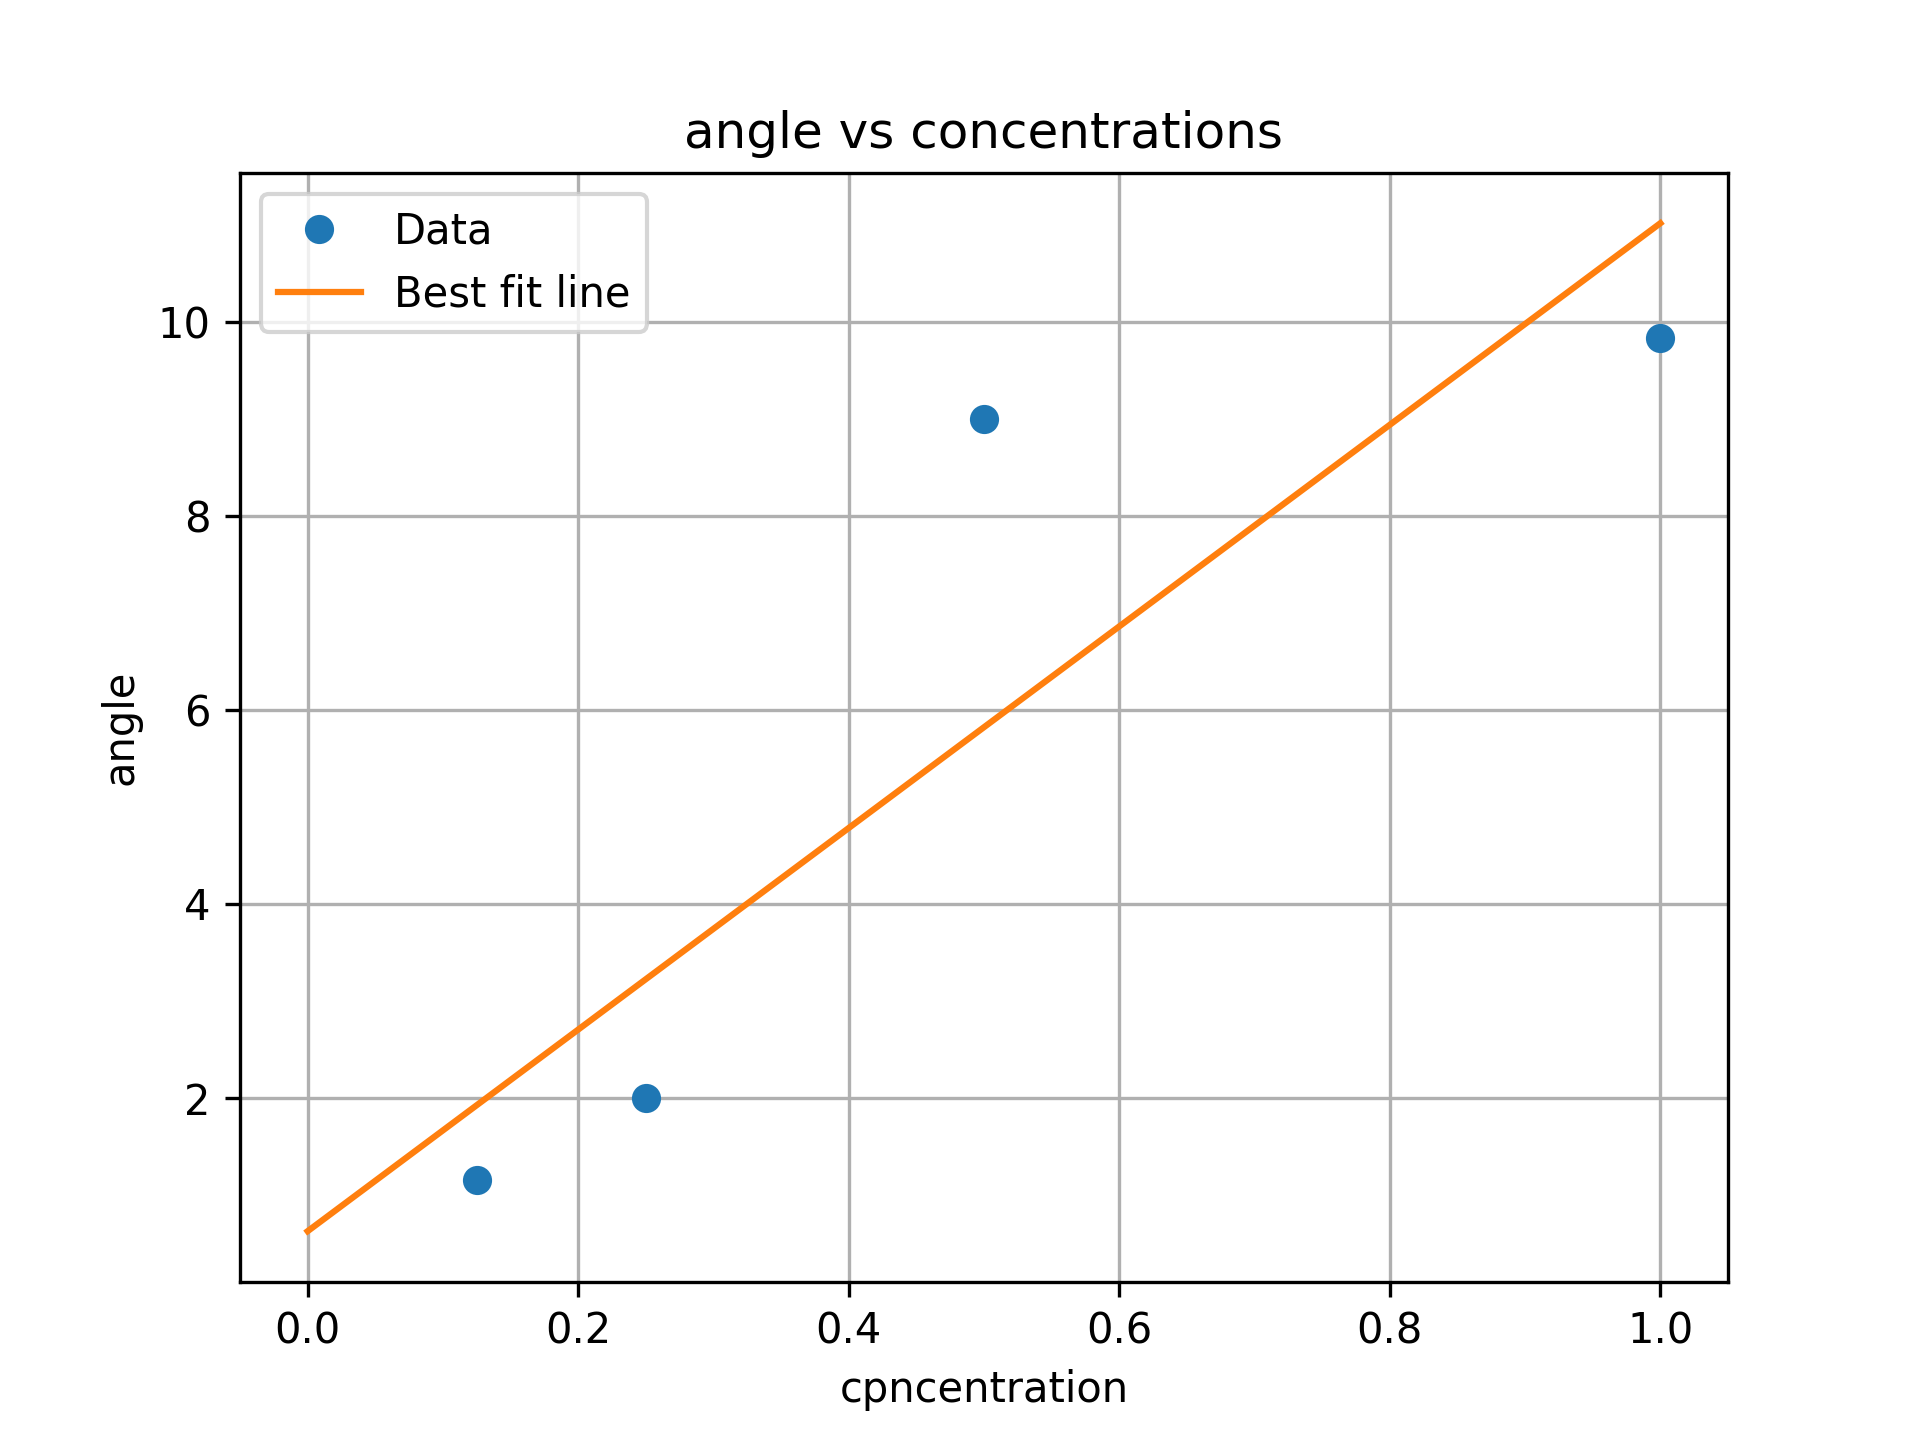 angle vs concentrations
Data
Best fit line
10
8
6
4
2
angle
0.0 0.2 0.4 0.6 0.8 1.0
cpncentration